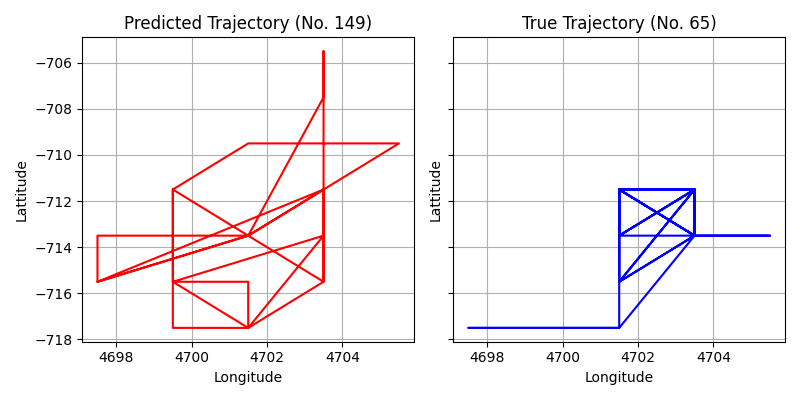 Predicted Trajectory (No. 149)
True Trajectory (No. 65)
Lattitude
−706
−708
−710
−712
−714
−716
−718
4698
4700
4702
4704
Longitude
Lattitude
4698
4700
4702
4704
Longitude